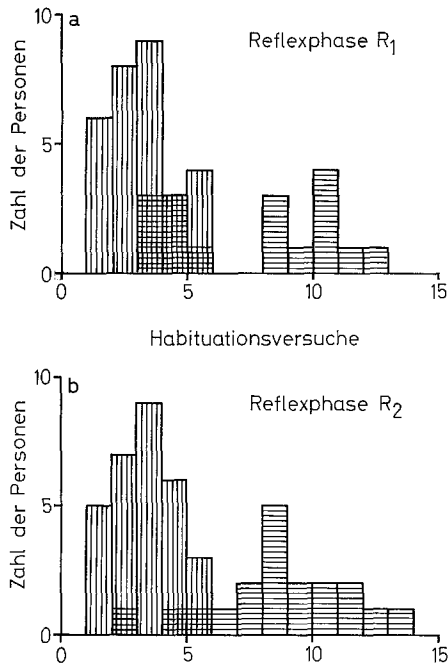 10
a
Reflexphase R₁
Zahl der Personen
5
0
0 5 10 15
Habituationsversuche
10
b
Reflexphase R₂
Zahl der Personen
5
0
0 5 10 15